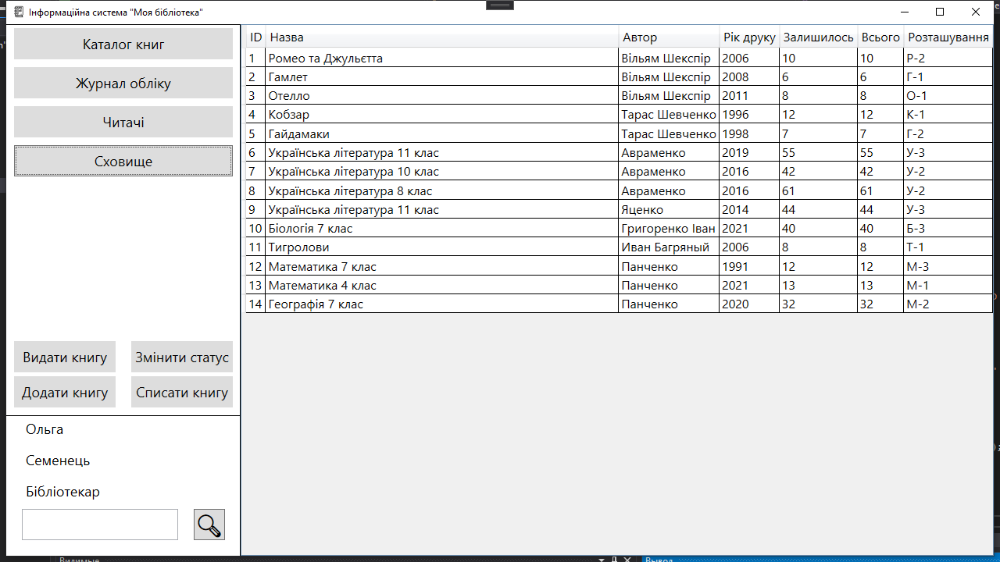 Інформаційна система "Моя бібліотека"
Каталог книг
Журнал обліку
Читачі
Сховище
Видати книгу Змінити статус
Додати книгу Списати книгу
Ольга
Семенець
Бібліотекар
ID Назва Автор Рік друку Залишилось Всього Розташування
1 Ромео та Джульєтта Вільям Шекспір 2006 10 10 Р-2
2 Гамлет Вільям Шекспір 2008 6 6 Г-1
3 Отелло Вільям Шекспір 2011 8 8 О-1
4 Кобзар Тарас Шевченко 1996 12 12 К-1
5 Гайдамаки Тарас Шевченко 1998 7 7 Г-2
6 Українська література 11 клас Авраменко 2019 55 55 У-3
7 Українська література 10 клас Авраменко 2016 42 42 У-2
8 Українська література 8 клас Авраменко 2016 61 61 У-2
9 Українська література 11 клас Яценко 2014 44 44 У-3
10 Біологія 7 клас Григоренко Іван 2021 40 40 Б-3
11 Тигролови Иван Багряный 2006 8 8 Т-1
12 Математика 7 клас Панченко 1991 12 12 М-3
13 Математика 4 клас Панченко 2021 13 13 М-1
14 Географія 7 клас Панченко 2020 32 32 М-2
Видимые Вывод